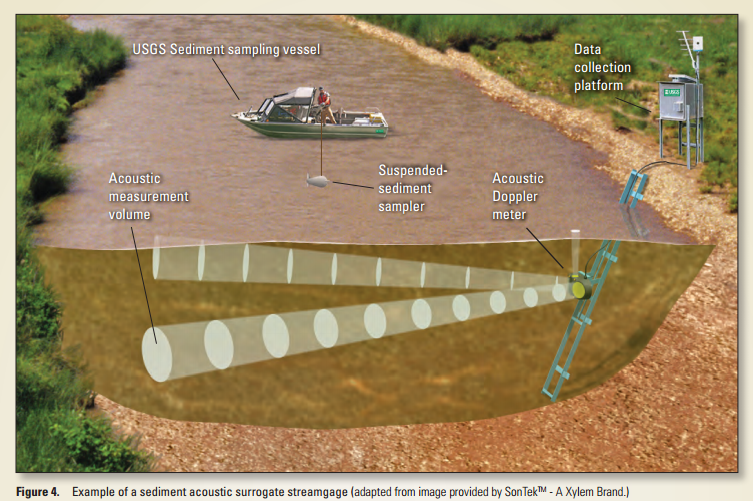 USGS Sediment sampling vessel
Data
collection
platform
USGS
Acoustic
measurement
volume
Suspended-
sediment
sampler
Acoustic
Doppler
meter
Figure 4. Example of a sediment acoustic surrogate streamgage (adapted from image provided by SonTek™ - A Xylem Brand.)